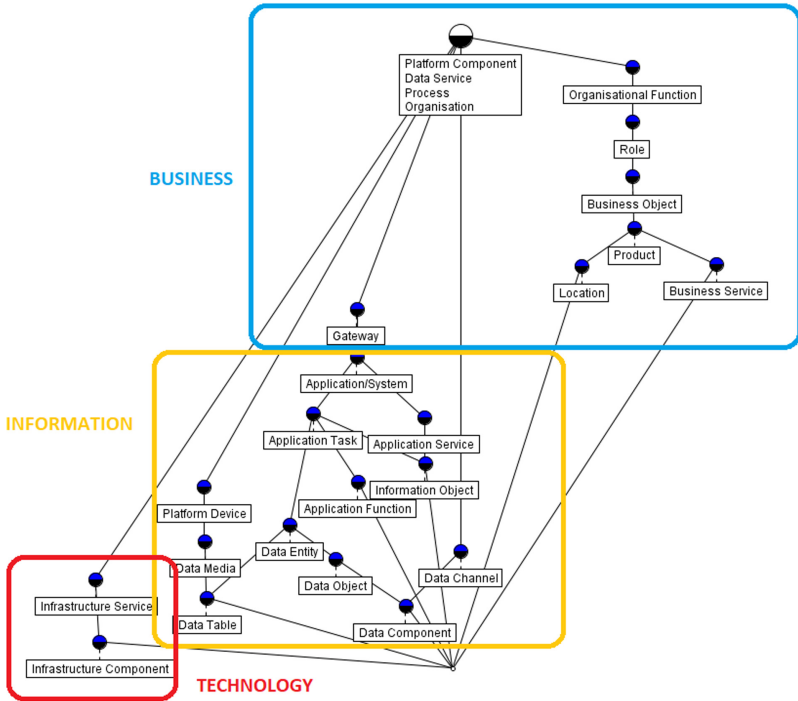 Platform Component
Data Service
Process
Organisation
Organisational Function
Role
BUSINESS
Business Object
Product
Location
Business Service
Gateway
Application/System
INFORMATION
Application Task
Application Service
Information Object
Platform Device
Application Function
Data Entity
Data Media
Data Object
Data Channel
Infrastructure Service
Data Table
Data Component
Infrastructure Component
TECHNOLOGY